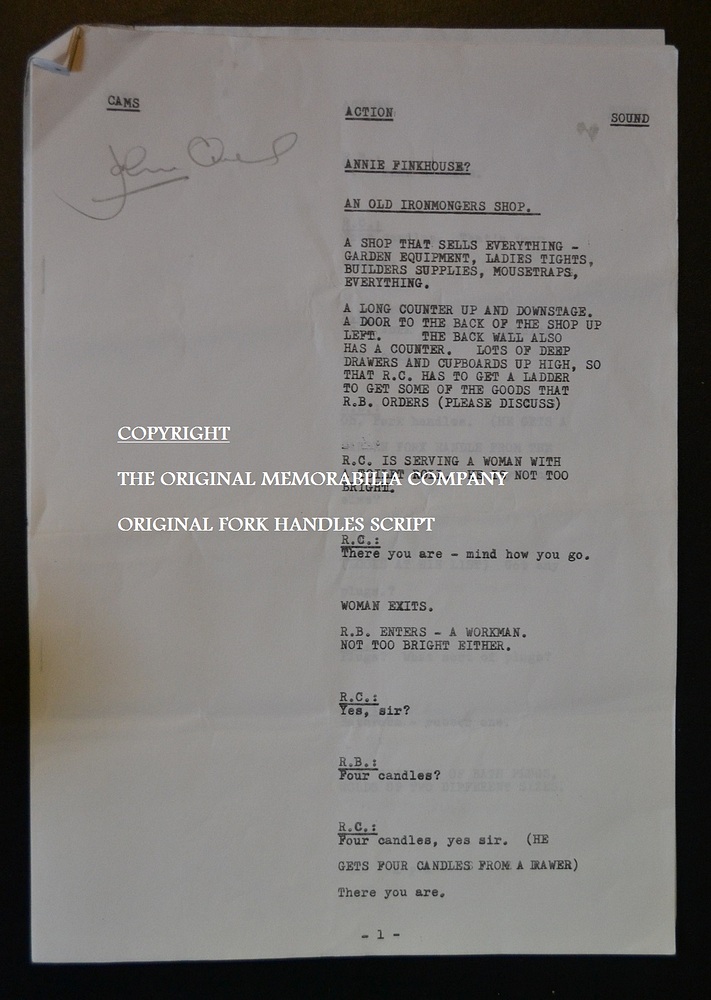 CAMS
ACTION
SOUND
ANNIE FINKHOUSE?
AN OLD IRONMONGERS SHOP.
A SHOP THAT SELLS EVERYTHING -
GARDEN EQUIPMENT, LADIES TIGHTS,
BUILDERS SUPPLIES, MOUSETRAPS,
EVERYTHING.
A LONG COUNTER UP AND DOWNSTAGE.
A DOOR TO THE BACK OF THE SHOP UP
LEFT. THE BACK WALL ALSO
HAS A COUNTER. LOTS OF DEEP
DRAWERS AND CUPBOARDS UP HIGH, SO
THAT R.C. HAS TO GET A LADDER
TO GET SOME OF THE GOODS THAT
R.B. ORDERS (PLEASE DISCUSS)
COPYRIGHT
R.C. IS SERVING A WOMAN WITH
THE ORIGINAL MEMORABILIA COMPANY
NOT TOO
BRIGHT.
ORIGINAL FORK HANDLES SCRIPT
R.C.:
There you are - mind how you go.
WOMAN EXITS.
R.B. ENTERS - A WORKMAN.
NOT TOO BRIGHT EITHER.
R.C.:
Yes, sir?
R.B.:
Four candles?
R.C.:
Four candles, yes sir. (HE
GETS FOUR CANDLES FROM A DRAWER)
There you are.
- 1 -